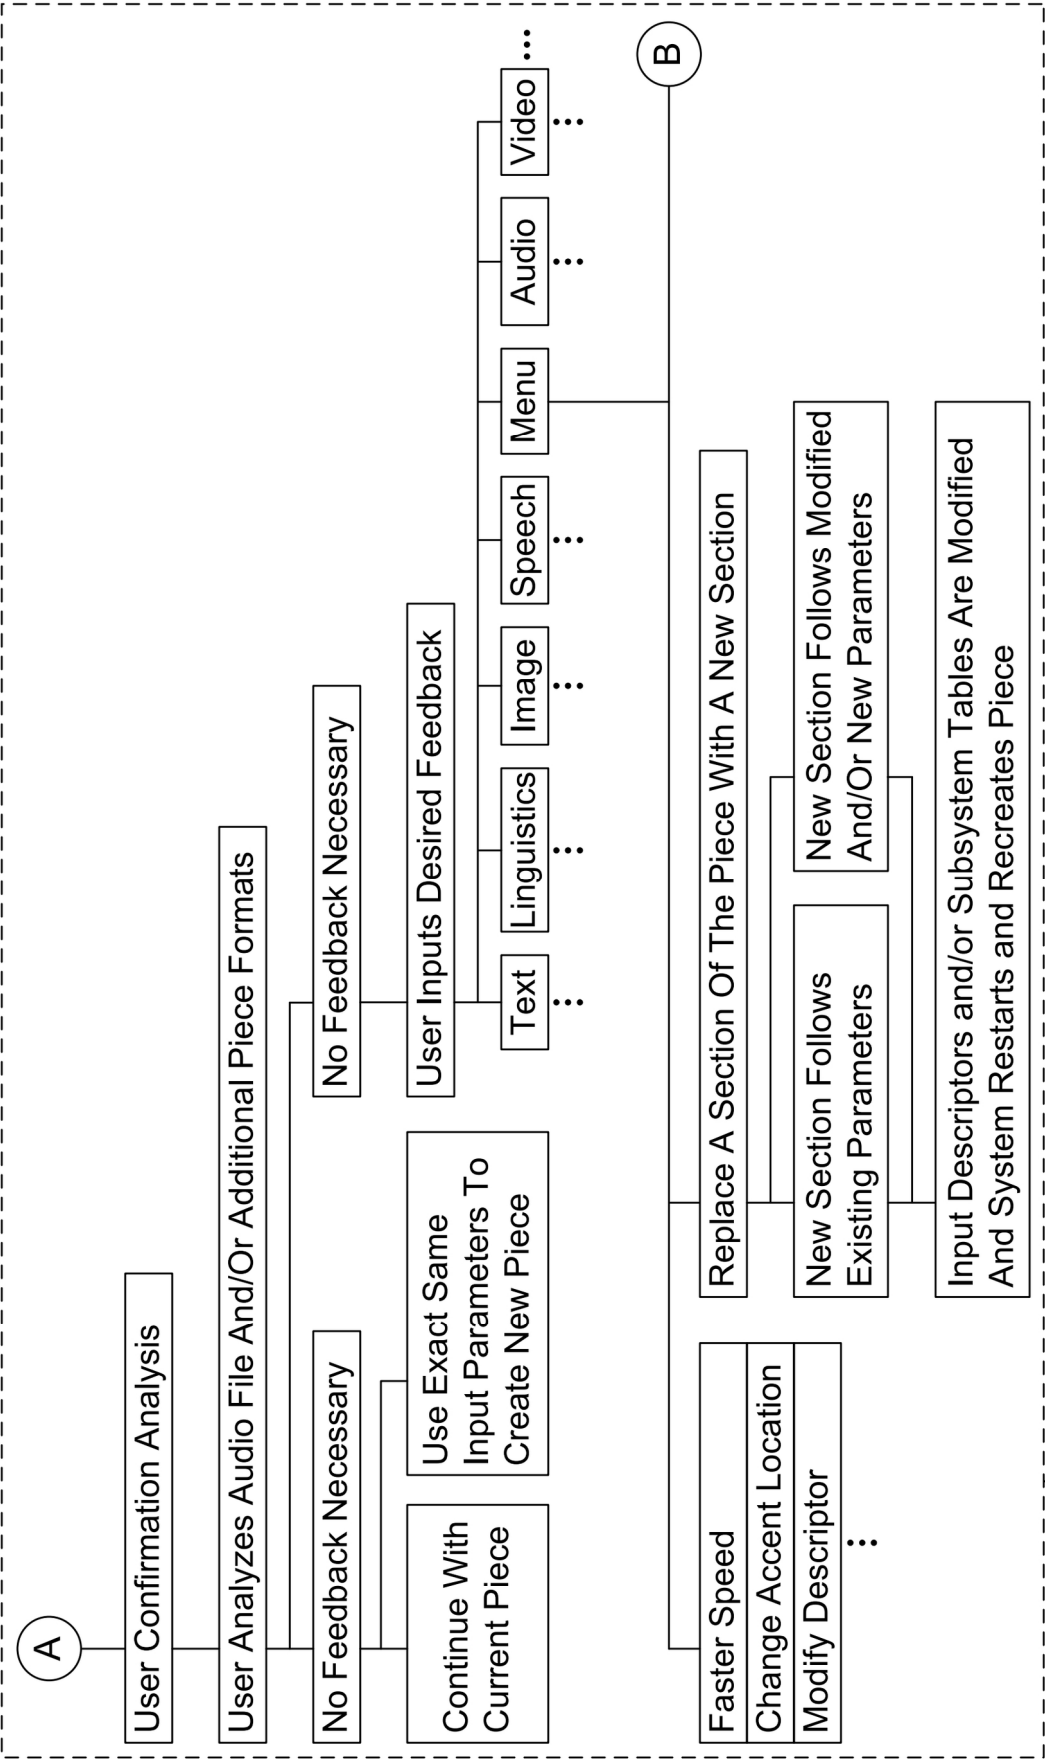 A
User Confirmation Analysis
User Analyzes Audio File And/Or Additional Piece Formats
No Feedback Necessary
No Feedback Necessary
Continue With
Current Piece
Use Exact Same
Input Parameters To
Create New Piece
User Inputs Desired Feedback
Text
Linguistics
Image
Speech
Menu
Audio
Video
...
...
...
...
...
...
...
B
Faster Speed
Change Accent Location
Modify Descriptor
...
Replace A Section Of The Piece With A New Section
New Section Follows
Existing Parameters
New Section Follows Modified
And/Or New Parameters
Input Descriptors and/or Subsystem Tables Are Modified
And System Restarts and Recreates Piece